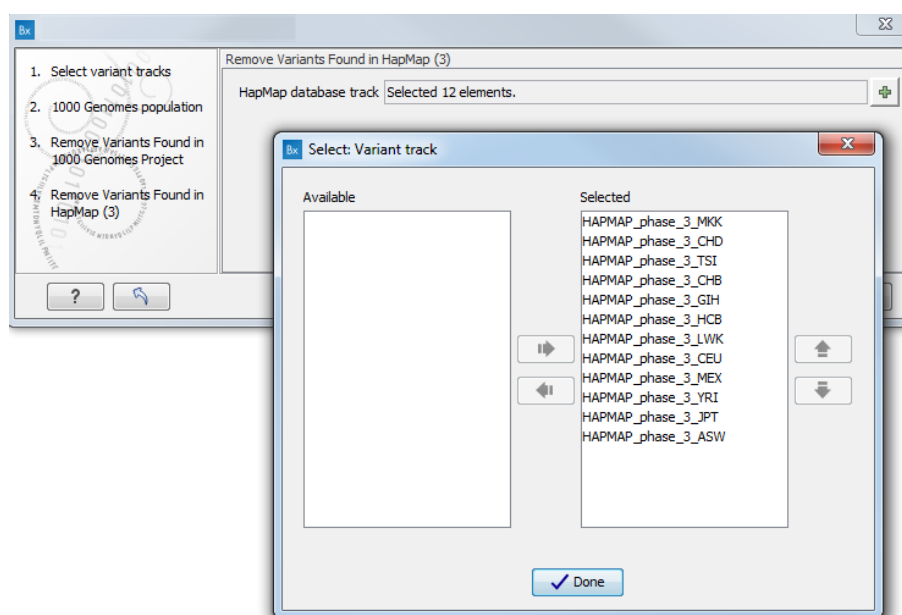 Bx
1. Select variant tracks
2. 1000 Genomes population
3. Remove Variants Found in
1000 Genomes Project
4. Remove Variants Found in
HapMap (3)
Remove Variants Found in HapMap (3)
HapMap database track Selected 12 elements.
?
Bx Select: Variant track
Available
Selected
HAPMAP_phase_3_MKK
HAPMAP_phase_3_CHD
HAPMAP_phase_3_TSI
HAPMAP_phase_3_CHB
HAPMAP_phase_3_GIH
HAPMAP_phase_3_HCB
HAPMAP_phase_3_LWK
HAPMAP_phase_3_CEU
HAPMAP_phase_3_MEX
HAPMAP_phase_3_YRI
HAPMAP_phase_3_JPT
HAPMAP_phase_3_ASW
Done